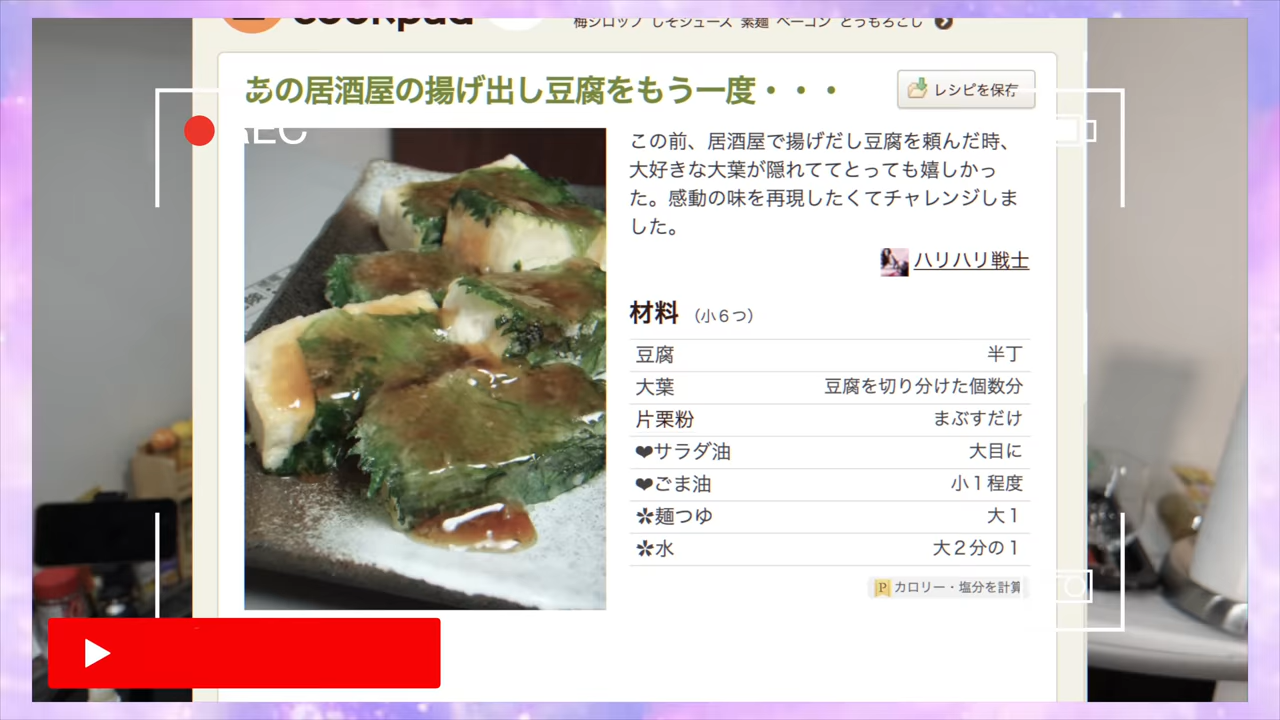 cookpad
梅シロップ しそジュース 素麺 ベーコン とうもろこし
あの居酒屋の揚げ出し豆腐をもう一度・・・
レシピを保存
REC
この前、居酒屋で揚げだし豆腐を頼んだ時、
大好きな大葉が隠れててとっても嬉しかっ
た。感動の味を再現したくてチャレンジしま
した。
ハリハリ戦士
材料 （小６つ）
豆腐 半丁
大葉 豆腐を切り分けた個数分
片栗粉 まぶすだけ
❤サラダ油 大目に
❤ごま油 小１程度
✲麺つゆ 大１
✲水 大２分の１
P カロリー・塩分を計算